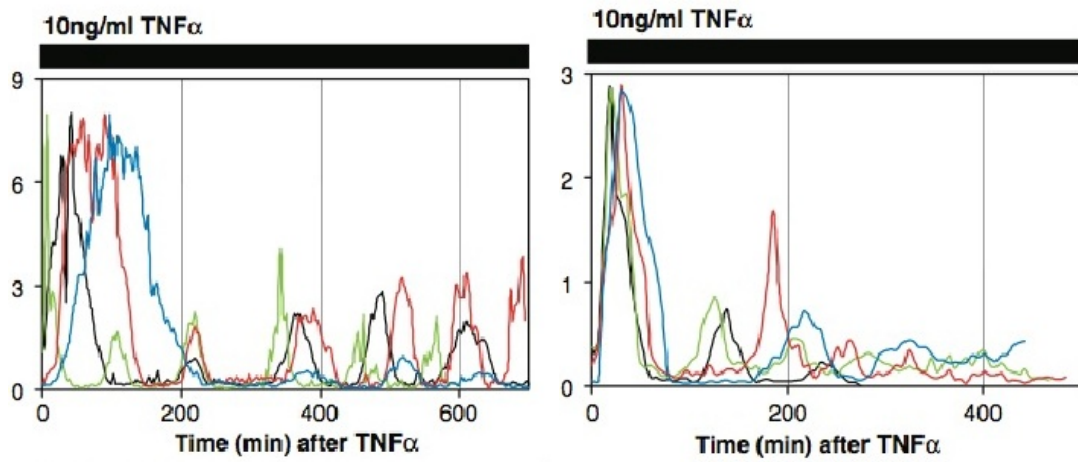 10ng/ml TNFα
9
6
3
0
0 200 400 600
Time (min) after TNFα
10ng/ml TNFα
3
2
1
0
0 200 400
Time (min) after TNFα